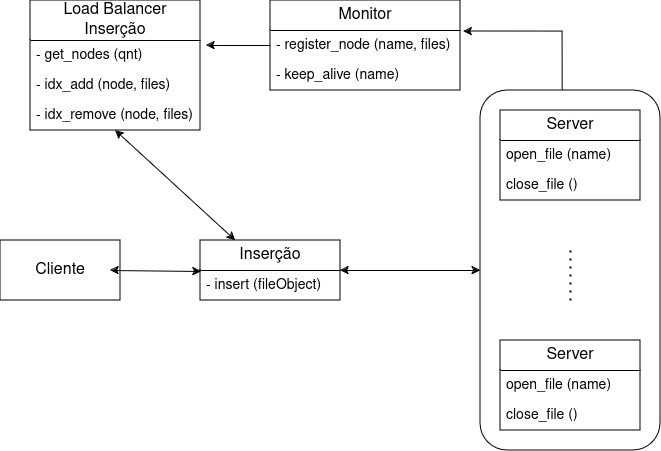 Load Balancer
Inserção
- get_nodes (qnt)
- idx_add (node, files)
- idx_remove (node, files)
Monitor
- register_node (name, files)
- keep_alive (name)
Server
open_file (name)
close_file ()
Cliente
Inserção
- insert (fileObject)
Server
open_file (name)
close_file ()